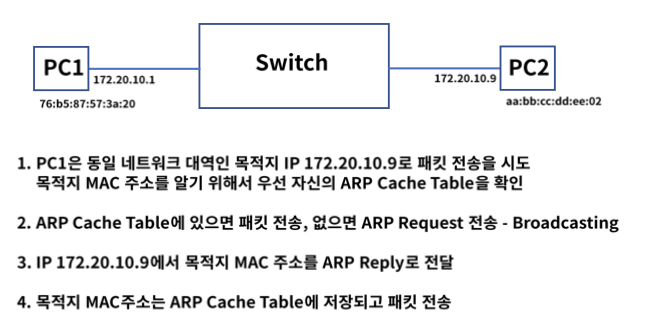 PC1
172.20.10.1
76:b5:87:57:3a:20
Switch
172.20.10.9
PC2
aa:bb:cc:dd:ee:02
1. PC1은 동일 네트워크 대역인 목적지 IP 172.20.10.9로 패킷 전송을 시도
목적지 MAC 주소를 알기 위해서 우선 자신의 ARP Cache Table을 확인
2. ARP Cache Table에 있으면 패킷 전송, 없으면 ARP Request 전송 - Broadcasting
3. IP 172.20.10.9에서 목적지 MAC 주소를 ARP Reply로 전달
4. 목적지 MAC주소는 ARP Cache Table에 저장되고 패킷 전송